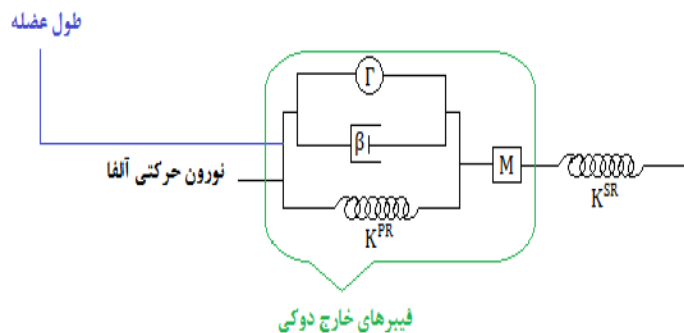 طول عضله
Γ
β
نورون حرکتی آلفا
M
K^PR
K^SR
فیبرهای خارج دوکی